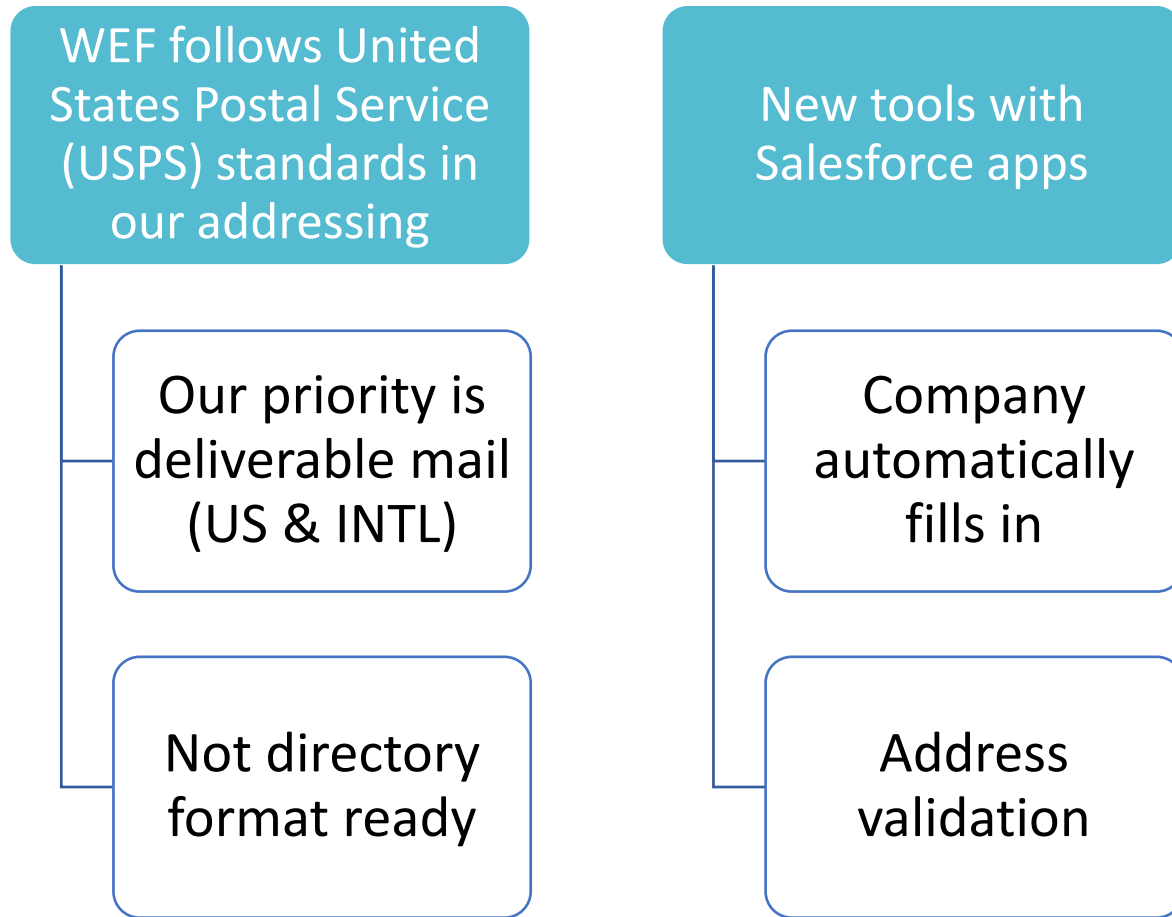 WEF follows United
States Postal Service
(USPS) standards in
our addressing
Our priority is
deliverable mail
(US & INTL)
Not directory
format ready
New tools with
Salesforce apps
Company
automatically
fills in
Address
validation